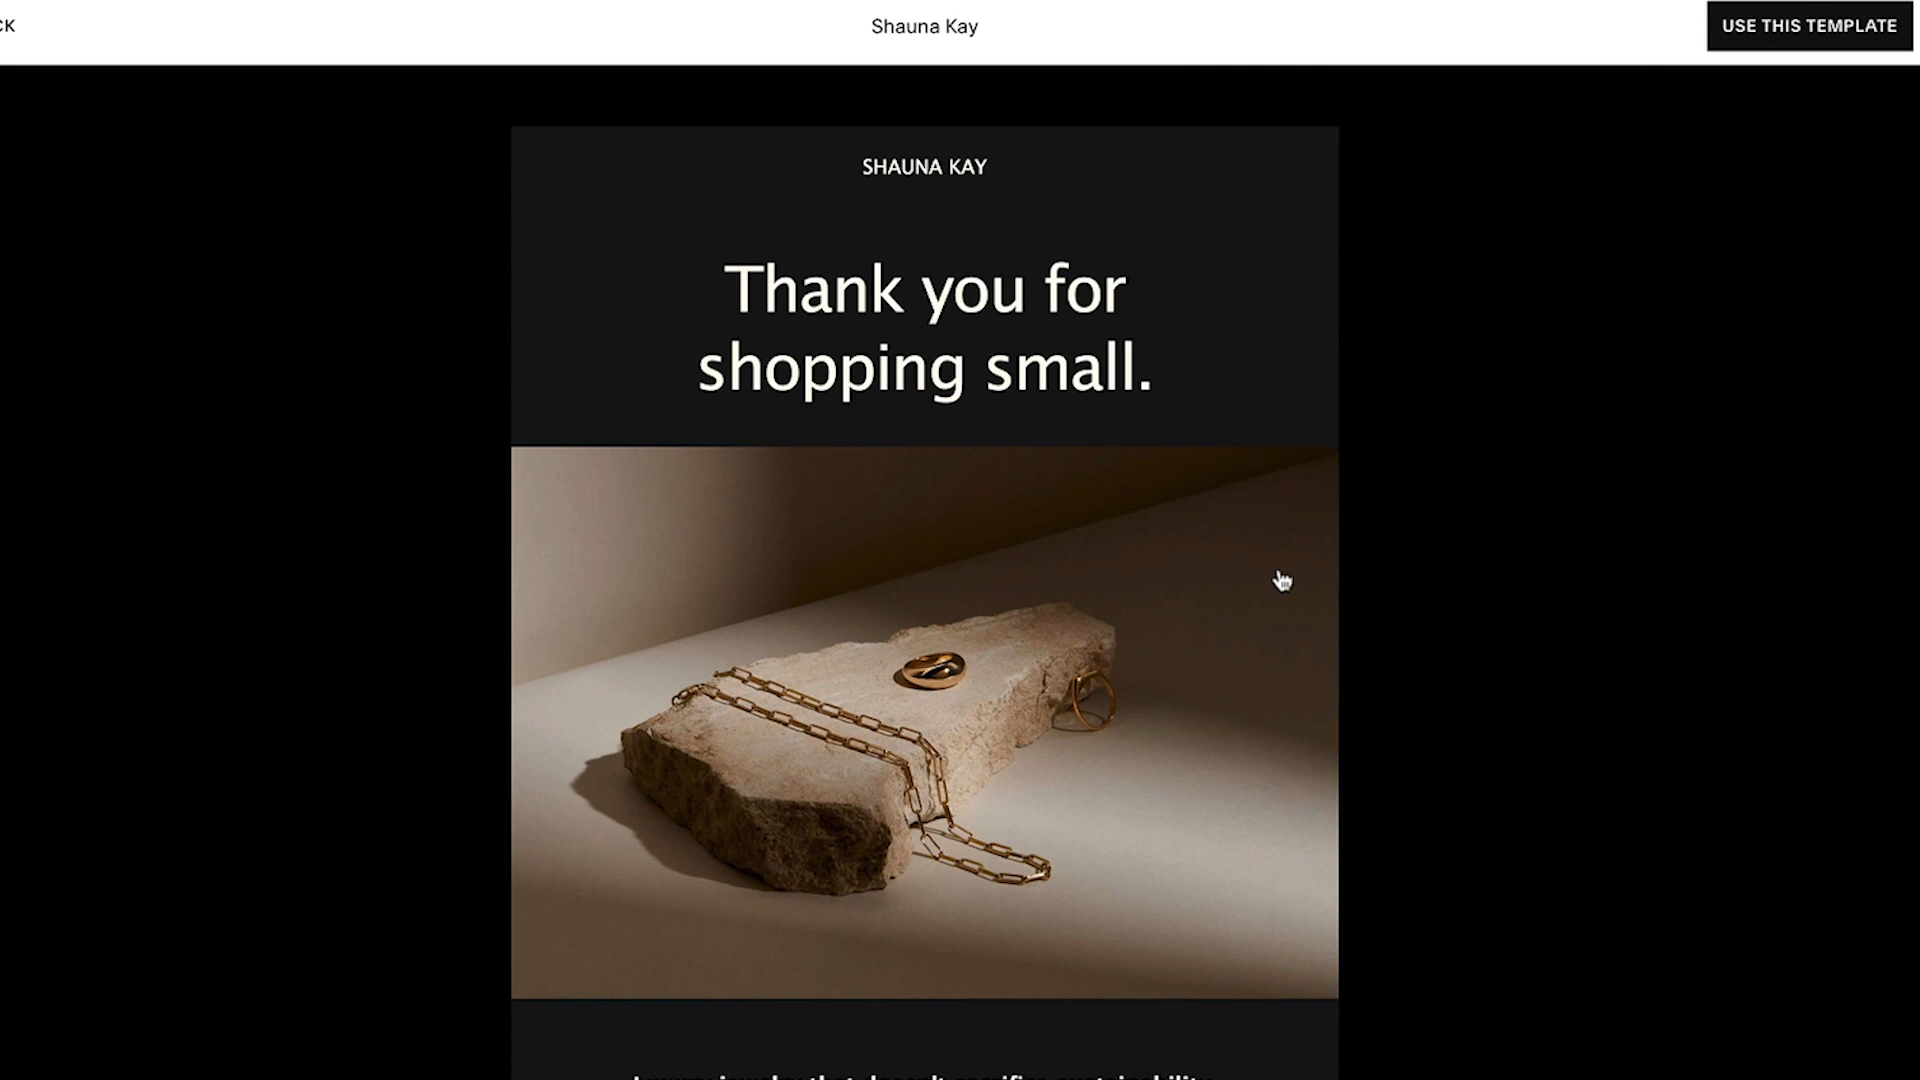 CK
Shauna Kay
USE THIS TEMPLATE
SHAUNA KAY
Thank you for
shopping small.